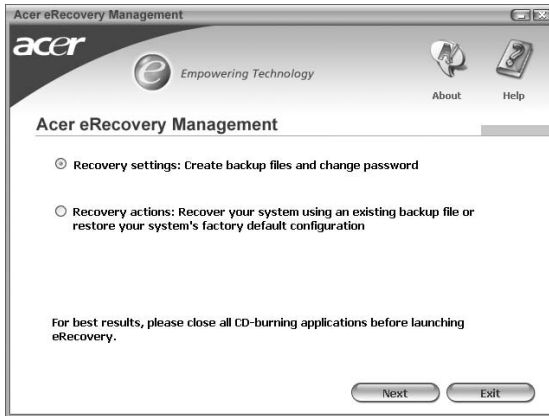 Acer eRecovery Management
acer
e Empowering Technology
About Help
Acer eRecovery Management
Recovery settings: Create backup files and change password
Recovery actions: Recover your system using an existing backup file or
restore your system's factory default configuration
For best results, please close all CD-burning applications before launching
eRecovery.
Next Exit